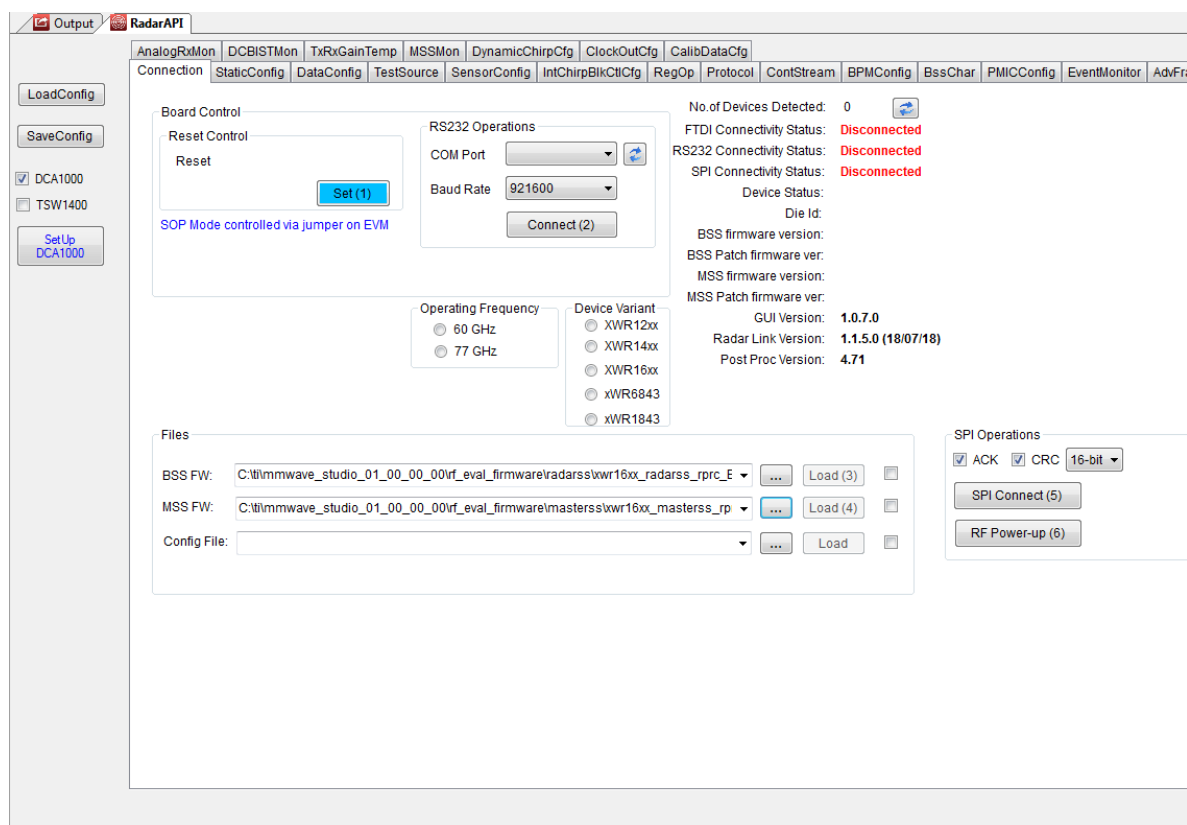 Output RadarAPI
AnalogRxMon DCBISTMon TxRxGainTemp MSSMon DynamicChirpCfg ClockOutCfg CalibDataCfg
Connection StaticConfig DataConfig TestSource SensorConfig IntChirpBlkCtlCfg RegOp Protocol ContStream BPMConfig BssChar PMICConfig EventMonitor AdvFra
LoadConfig
SaveConfig
DCA1000
TSW1400
SetUp
DCA1000
Board Control
Reset Control
Reset
Set (1)
SOP Mode controlled via jumper on EVM
RS232 Operations
COM Port
Baud Rate 921600
Connect (2)
No.of Devices Detected: 0
FTDI Connectivity Status: Disconnected
RS232 Connectivity Status: Disconnected
SPI Connectivity Status: Disconnected
Device Status:
Die Id:
BSS firmware version:
BSS Patch firmware ver:
MSS firmware version:
MSS Patch firmware ver:
GUI Version: 1.0.7.0
Radar Link Version: 1.1.5.0 (18/07/18)
Post Proc Version: 4.71
Operating Frequency
60 GHz
77 GHz
Device Variant
XWR12xx
XWR14xx
XWR16xx
xWR6843
xWR1843
Files
BSS FW: C:\ti\mmwave_studio_01_00_00_00\rf_eval_firmware\radarss\xwr16xx_radarss_rprc_E ... Load (3)
MSS FW: C:\ti\mmwave_studio_01_00_00_00\rf_eval_firmware\masterss\xwr16xx_masterss_rp ... Load (4)
Config File: ... Load
SPI Operations
ACK CRC 16-bit
SPI Connect (5)
RF Power-up (6)